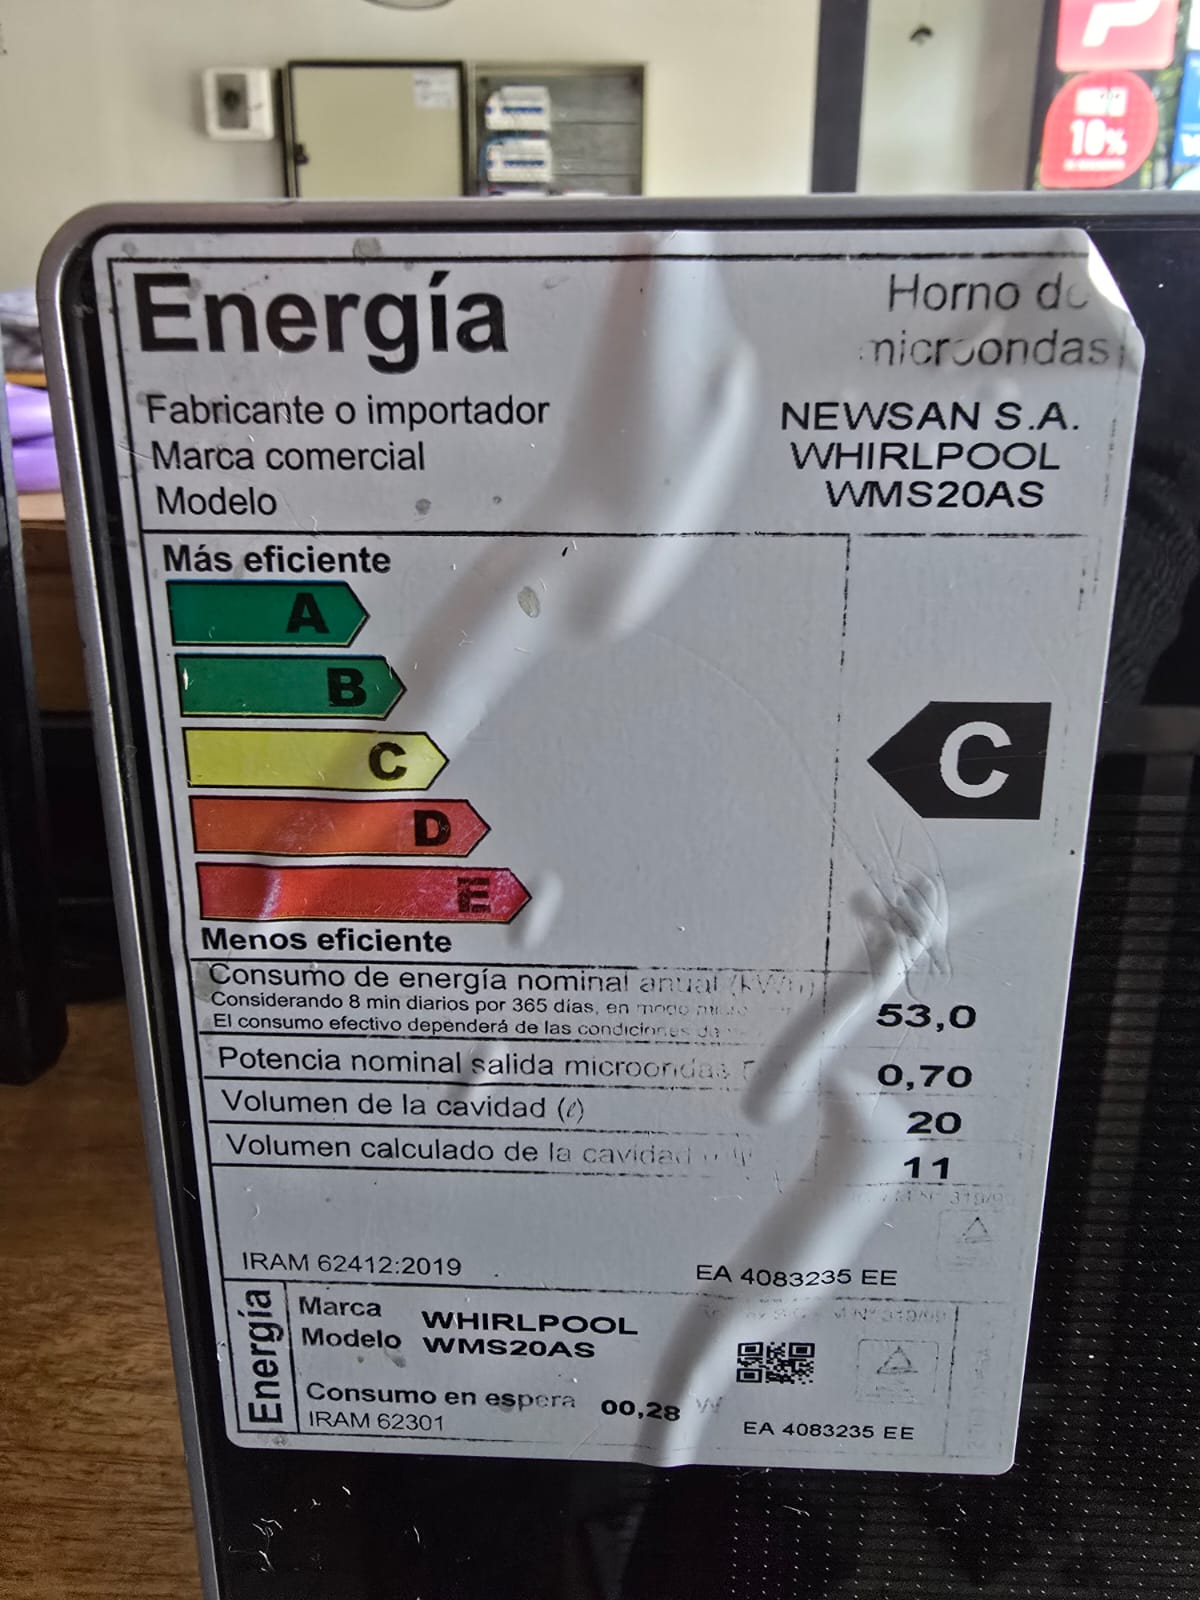 10%
Energía
Horno de
microondas
Fabricante o importador NEWSAN S.A.
Marca comercial WHIRLPOOL
Modelo WMS20AS
Más eficiente
A
B
C
D
E
C
Menos eficiente
Consumo de energía nominal anual (kWh)
Considerando 8 min diarios por 365 días, en modo
El consumo efectivo dependerá de las condiciones de
53,0
Potencia nominal salida microondas 0,70
Volumen de la cavidad (ℓ) 20
Volumen calculado de la cavidad 11
IRAM 62412:2019 EA 4083235 EE
Energía
Marca WHIRLPOOL
Modelo WMS20AS
Consumo en espera 00,28 W
IRAM 62301
EA 4083235 EE